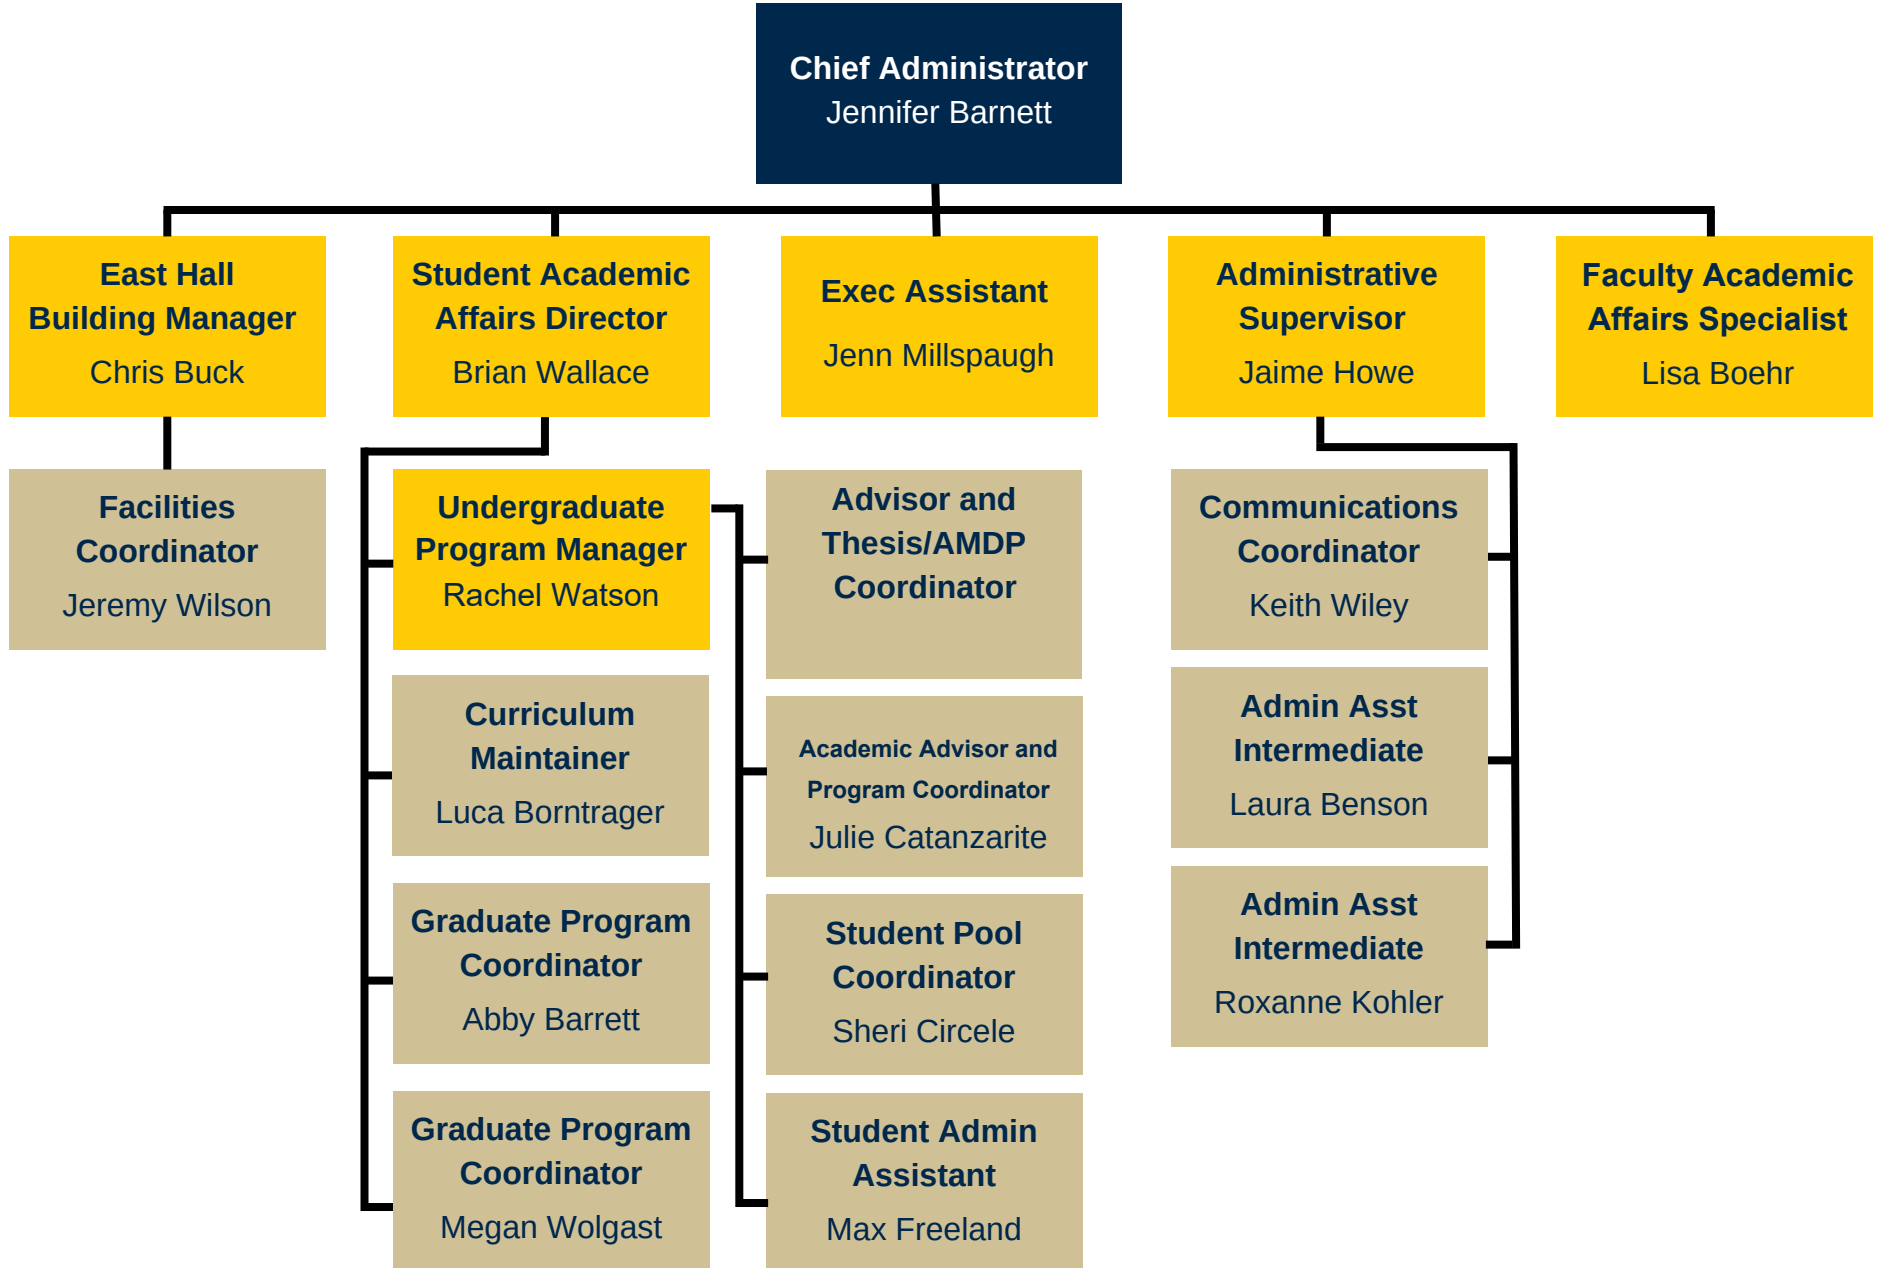 Chief Administrator
Jennifer Barnett
East Hall
Building Manager
Chris Buck
Student Academic
Affairs Director
Brian Wallace
Exec Assistant
Jenn Millspaugh
Administrative
Supervisor
Jaime Howe
Faculty Academic
Affairs Specialist
Lisa Boehr
Facilities
Coordinator
Jeremy Wilson
Undergraduate
Program Manager
Rachel Watson
Curriculum
Maintainer
Luca Borntrager
Graduate Program
Coordinator
Abby Barrett
Graduate Program
Coordinator
Megan Wolgast
Advisor and
Thesis/AMDP
Coordinator
Academic Advisor and
Program Coordinator
Julie Catanzarite
Student Pool
Coordinator
Sheri Circele
Student Admin
Assistant
Max Freeland
Communications
Coordinator
Keith Wiley
Admin Asst
Intermediate
Laura Benson
Admin Asst
Intermediate
Roxanne Kohler